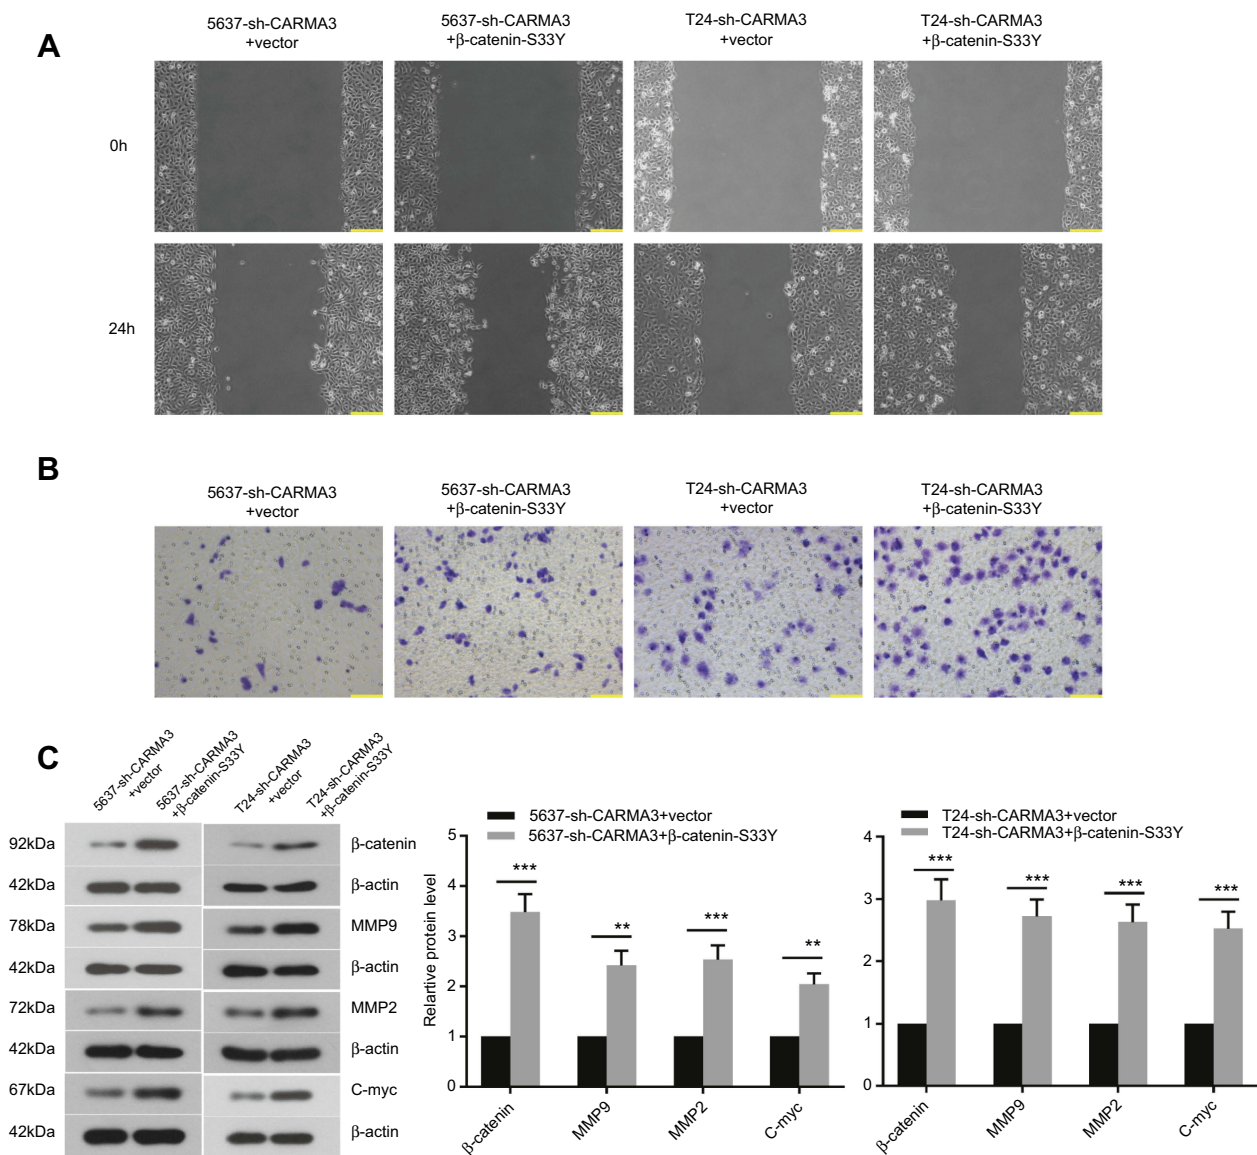 A
5637-sh-CARMA3
+vector
5637-sh-CARMA3
+β-catenin-S33Y
T24-sh-CARMA3
+vector
T24-sh-CARMA3
+β-catenin-S33Y
0h
24h
B
5637-sh-CARMA3
+vector
5637-sh-CARMA3
+β-catenin-S33Y
T24-sh-CARMA3
+vector
T24-sh-CARMA3
+β-catenin-S33Y
C
5637-sh-CARMA3
+vector
5637-sh-CARMA3
+β-catenin-S33Y
T24-sh-CARMA3
+vector
T24-sh-CARMA3
+β-catenin-S33Y
92kDa β-catenin
42kDa β-actin
78kDa MMP9
42kDa β-actin
72kDa MMP2
42kDa β-actin
67kDa C-myc
42kDa β-actin
5637-sh-CARMA3+vector
5637-sh-CARMA3+β-catenin-S33Y
Relartive protein level
5
4
3
2
1
0
***
**
***
**
β-catenin
MMP9
MMP2
C-myc
T24-sh-CARMA3+vector
T24-sh-CARMA3+β-catenin-S33Y
4
3
2
1
0
***
***
***
***
β-catenin
MMP9
MMP2
C-myc